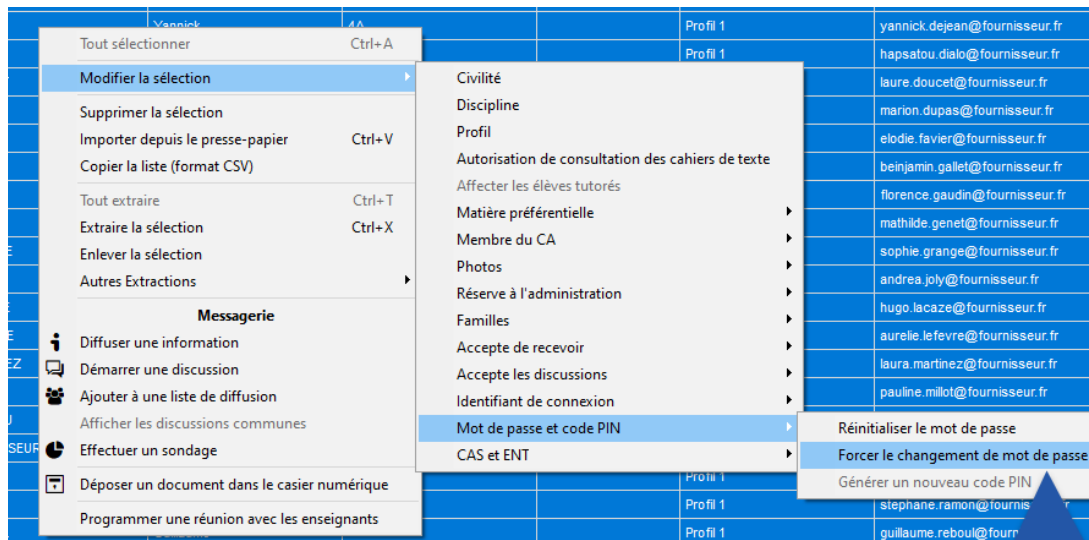 Yannick 4A Profil 1 yannick.dejean@fournisseur.fr
Profil 1 hapsatou.dialo@fournisseur.fr
laure.doucet@fournisseur.fr
marion.dupas@fournisseur.fr
elodie.favier@fournisseur.fr
beinjamin.gallet@fournisseur.fr
florence.gaudin@fournisseur.fr
mathilde.genet@fournisseur.fr
sophie.grange@fournisseur.fr
andrea.joly@fournisseur.fr
hugo.lacaze@fournisseur.fr
aurelie.lefevre@fournisseur.fr
EZ laura.martinez@fournisseur.fr
pauline.millot@fournisseur.fr
SEUR
Profil 1
Profil 1 stephane.ramon@fournis
Profil 1 guillaume.reboul@fourn
Tout sélectionner Ctrl+A
Modifier la sélection
Supprimer la sélection
Importer depuis le presse-papier Ctrl+V
Copier la liste (format CSV)
Tout extraire Ctrl+T
Extraire la sélection Ctrl+X
Enlever la sélection
Autres Extractions
Messagerie
Diffuser une information
Démarrer une discussion
Ajouter à une liste de diffusion
Afficher les discussions communes
Effectuer un sondage
Déposer un document dans le casier numérique
Programmer une réunion avec les enseignants
Civilité
Discipline
Profil
Autorisation de consultation des cahiers de texte
Affecter les élèves tutorés
Matière préférentielle
Membre du CA
Photos
Réserve à l'administration
Familles
Accepte de recevoir
Accepte les discussions
Identifiant de connexion
Mot de passe et code PIN
CAS et ENT
Réinitialiser le mot de passe
Forcer le changement de mot de passe
Générer un nouveau code PIN